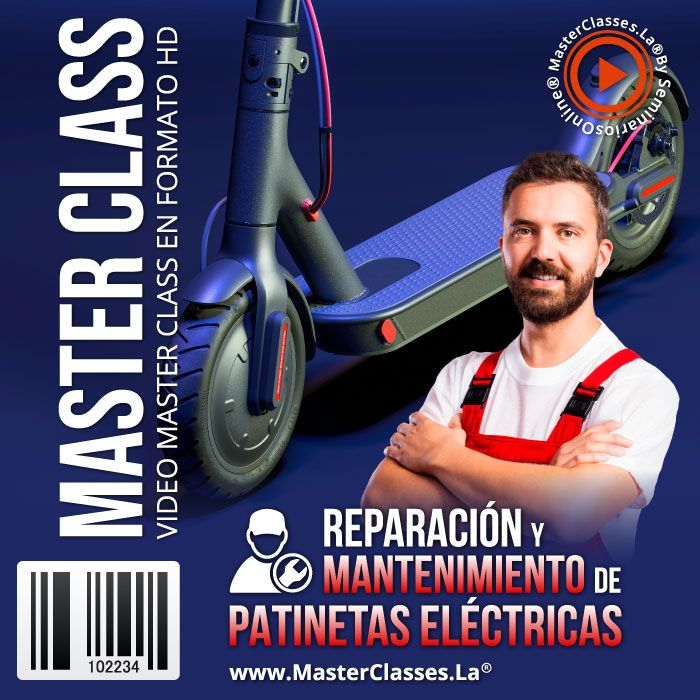 MASTER CLASS
VIDEO MASTER CLASS EN FORMATO HD
MasterClasses.La® By SeminariosOnline®
REPARACIÓN Y
MANTENIMIENTO DE
PATINETAS ELÉCTRICAS
www.MasterClasses.La®
102234